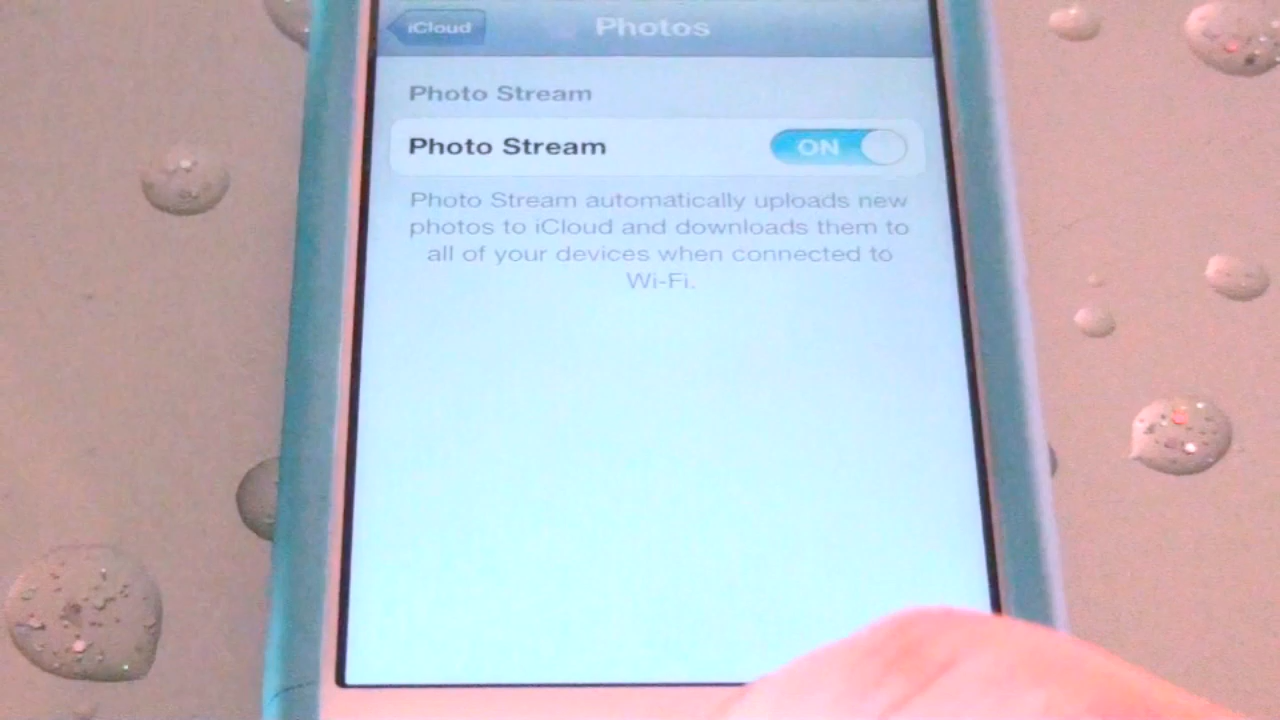 iCloud
Photos
Photo Stream
Photo Stream
ON
Photo Stream automatically uploads new
photos to iCloud and downloads them to
all of your devices when connected to
Wi-Fi.